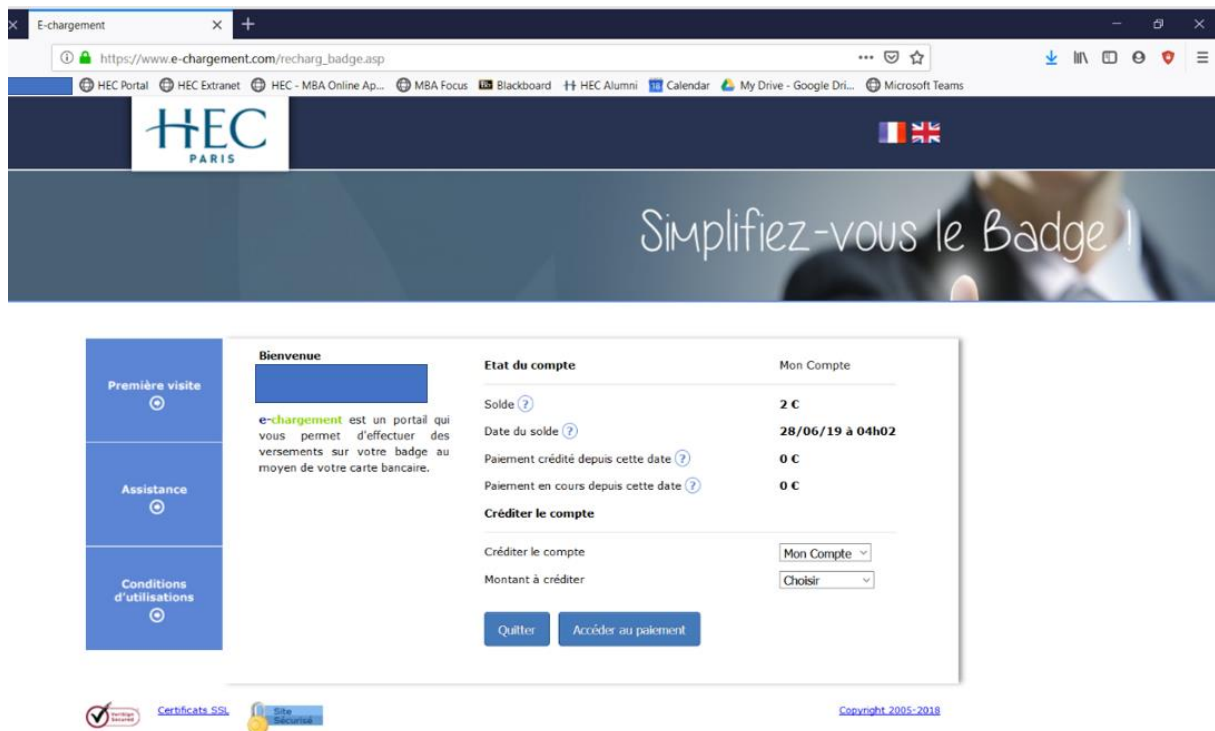 E-chargement
https://www.e-chargement.com/recharg_badge.asp
HEC Portal HEC Extranet HEC - MBA Online Ap... MBA Focus Blackboard HEC Alumni 18 Calendar My Drive - Google Dri... Microsoft Teams
HEC
PARIS
Simplifiez-vous le Badge !
Première visite
Assistance
Conditions
d'utilisations
Bienvenue
e-chargement est un portail qui
vous permet d'effectuer des
versements sur votre badge au
moyen de votre carte bancaire.
Etat du compte Mon Compte
Solde ? 2 €
Date du solde ? 28/06/19 à 04h02
Paiement crédité depuis cette date ? 0 €
Paiement en cours depuis cette date ? 0 €
Créditer le compte
Créditer le compte Mon Compte
Montant à créditer Choisir
Quitter Accéder au paiement
Certificats SSL Site
Sécurisé
Copyright 2005-2018